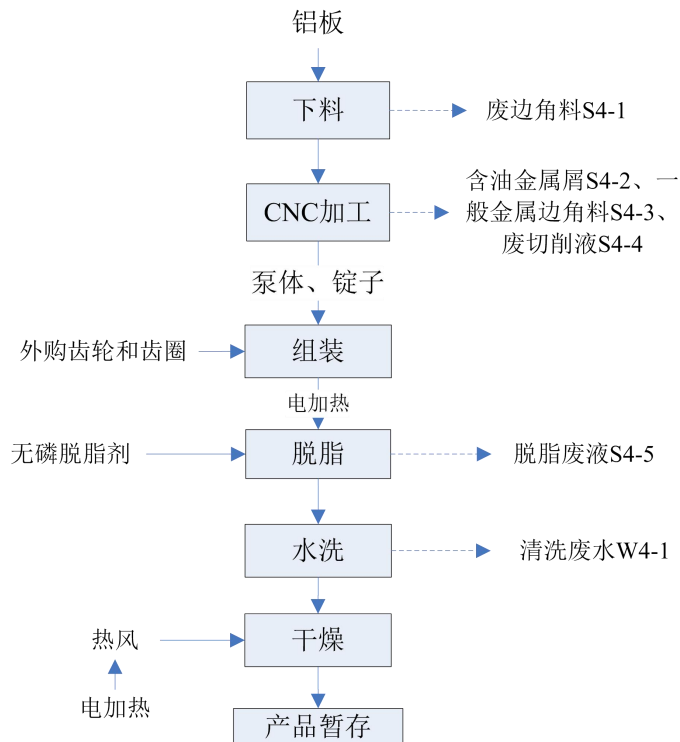 铝板
下料
废边角料S4-1
CNC加工
含油金属屑S4-2、一
般金属边角料S4-3、
废切削液S4-4
泵体、锭子
外购齿轮和齿圈
组装
电加热
无磷脱脂剂
脱脂
脱脂废液S4-5
水洗
清洗废水W4-1
热风
干燥
电加热
产品暂存